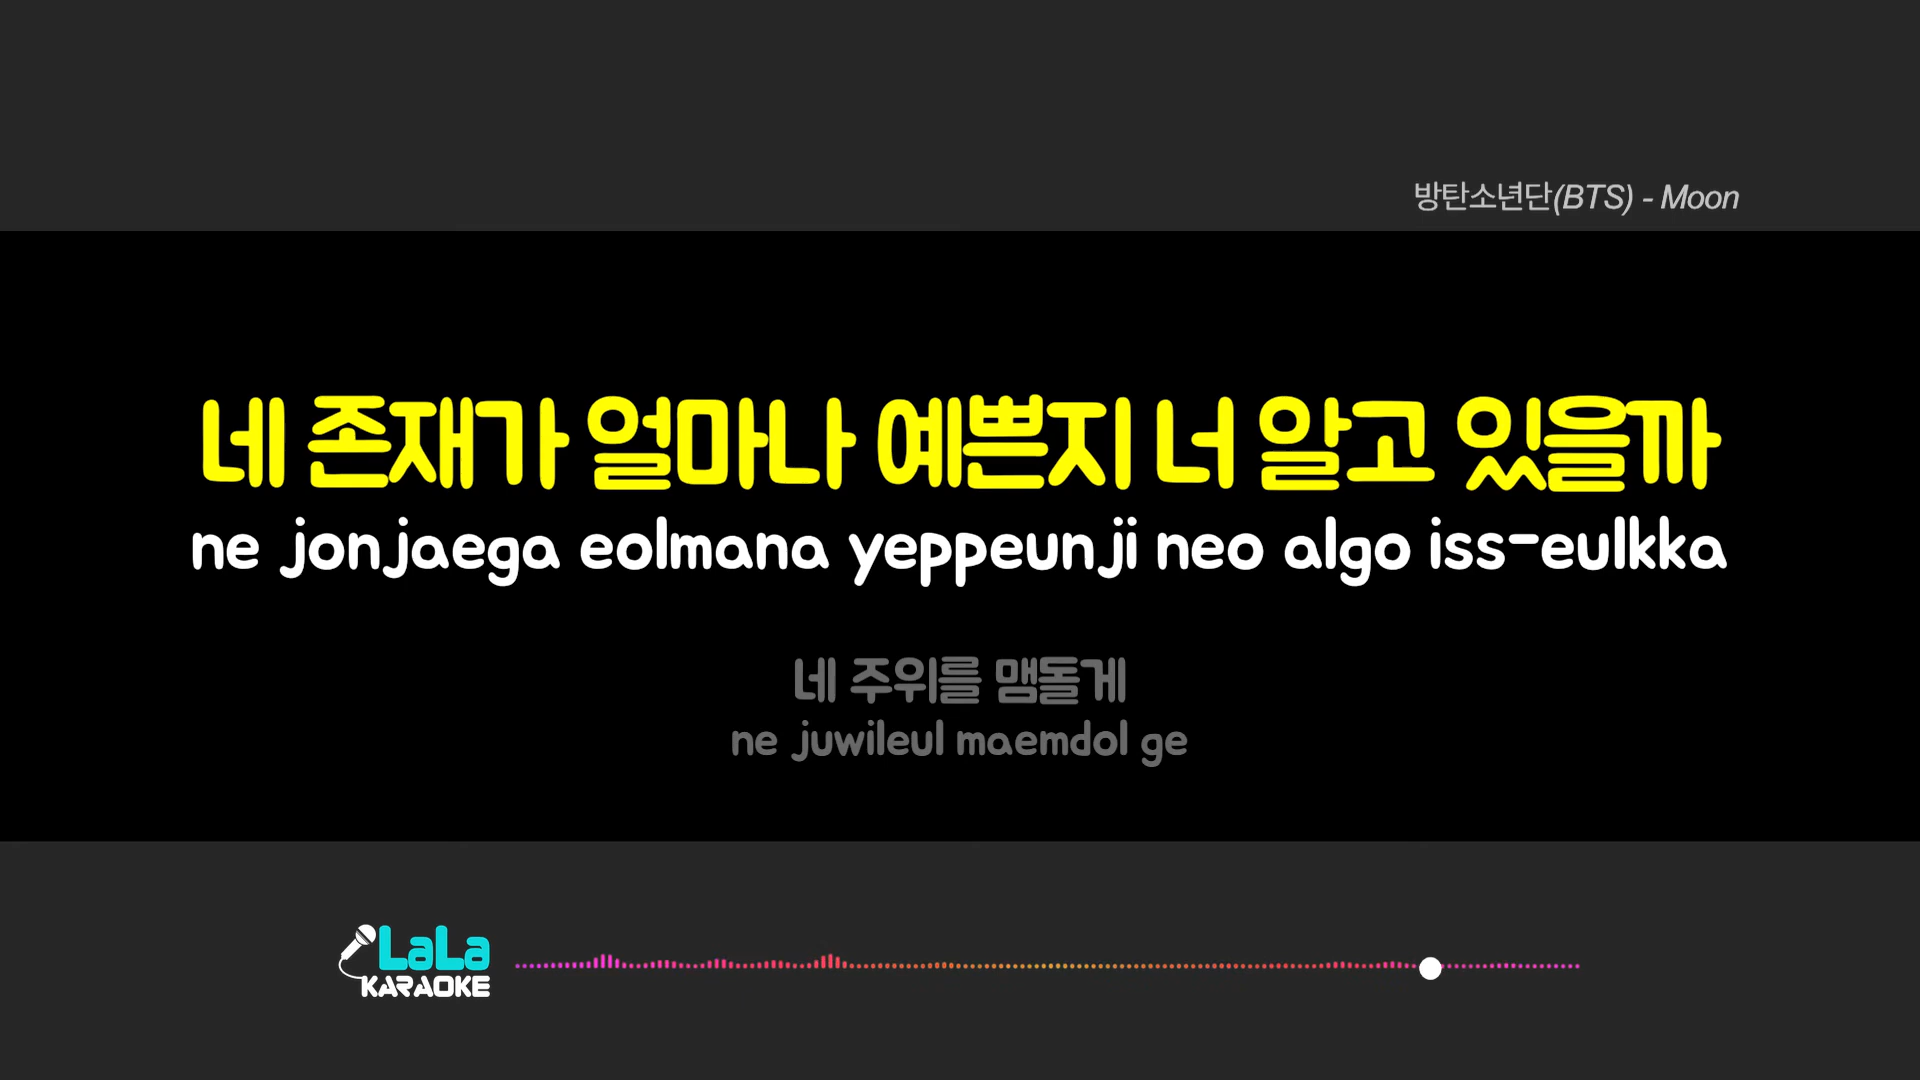 방탄소년단(BTS) - Moon
네 존재가 얼마나 예쁜지 너 알고 있을까
ne jonjaega eolmana yeppeunji neo algo iss-eulkka
네 주위를 맴돌게
ne juwileul maemdol ge
LaLa
KARAOKE